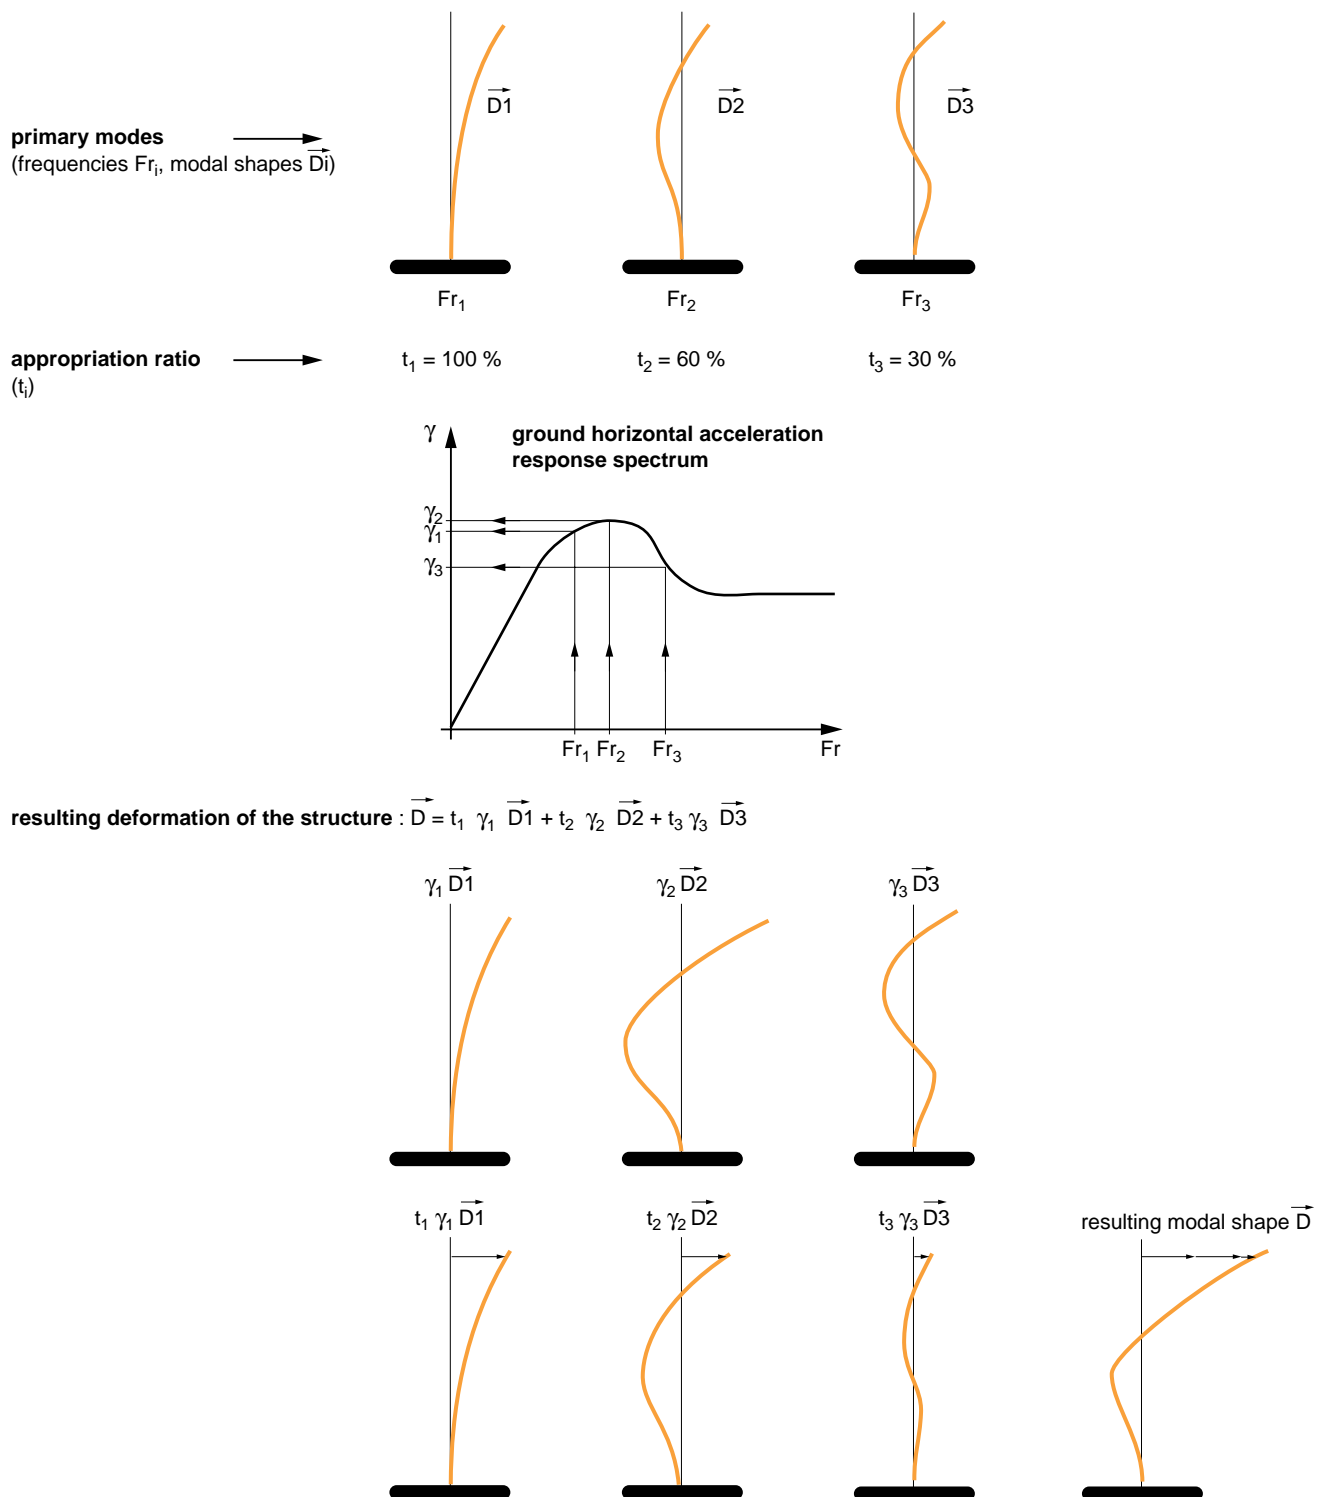 D1 D2 D3
primary modes
(frequencies Fr₁, modal shapes Di)
Fr₁ Fr₂ Fr₃
appropriation ratio t₁ = 100 % t₂ = 60 % t₃ = 30 %
(tᵢ)
γ ground horizontal acceleration
response spectrum
γ₂
γ₁
γ₃
Fr₁ Fr₂ Fr₃ Fr
resulting deformation of the structure : D = t₁ γ₁ D1 + t₂ γ₂ D2 + t₃ γ₃ D3
γ₁ D1 γ₂ D2 γ₃ D3
t₁ γ₁ D1 t₂ γ₂ D2 t₃ γ₃ D3 resulting modal shape D